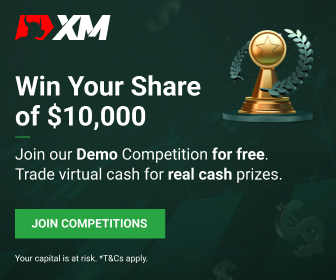 XM
Win Your Share
of $10,000
Join our Demo Competition for free.
Trade virtual cash for real cash prizes.
JOIN COMPETITIONS
Your capital is at risk. *T&Cs apply.